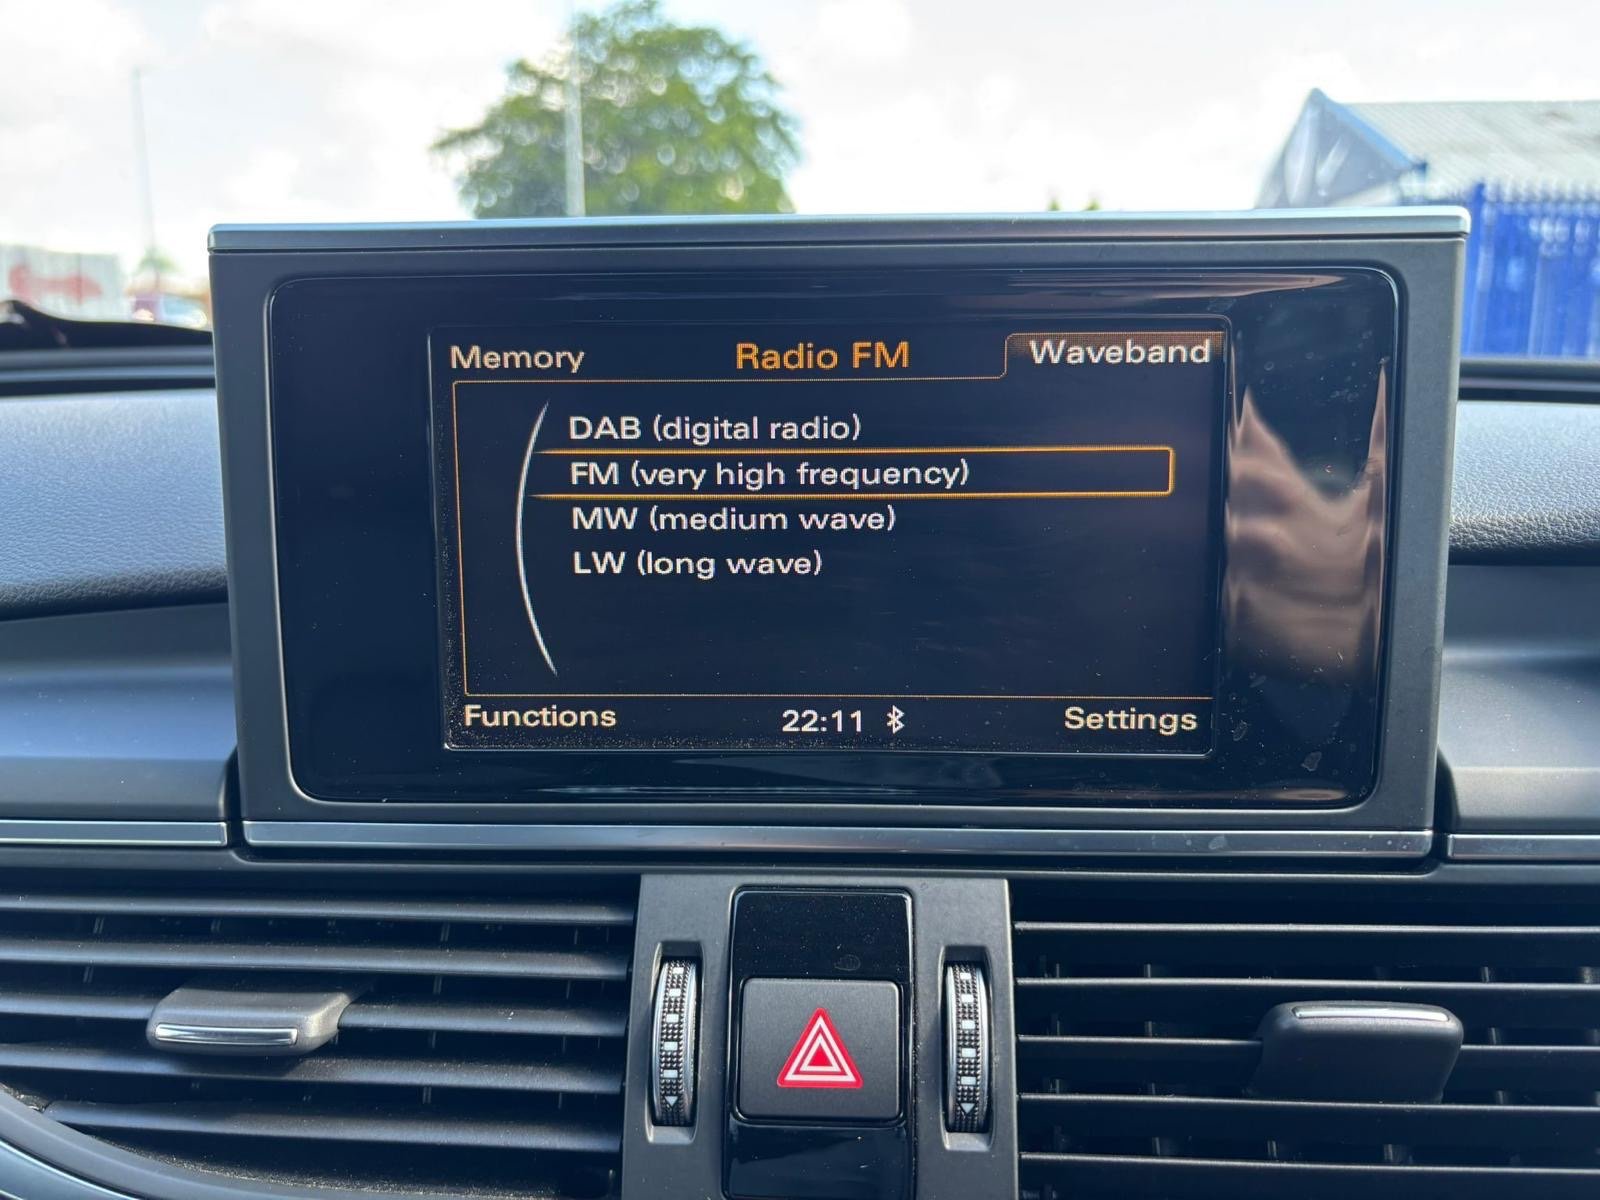 Memory Radio FM Waveband
DAB (digital radio)
FM (very high frequency)
MW (medium wave)
LW (long wave)
Functions 22:11 Settings